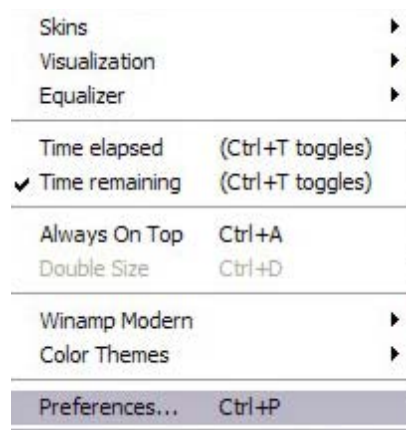 Skins
Visualization
Equalizer
Time elapsed (Ctrl+T toggles)
Time remaining (Ctrl+T toggles)
Always On Top Ctrl+A
Double Size Ctrl+D
Winamp Modern
Color Themes
Preferences... Ctrl+P